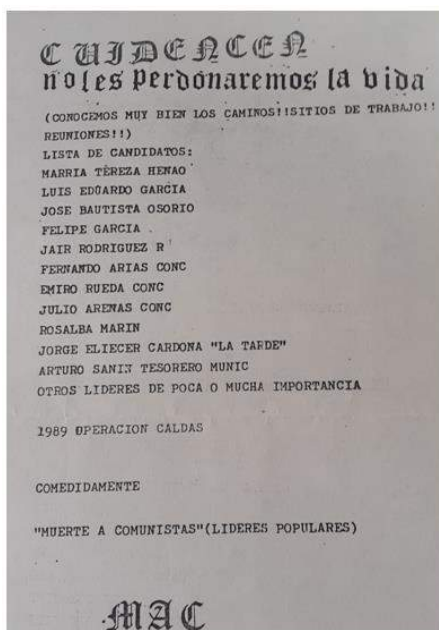 CUIDENCEN
no les perdonaremos la vida
(CONOCEMOS MUY BIEN LOS CAMINOS!!SITIOS DE TRABAJO!!
REUNIONES!!)
LISTA DE CANDIDATOS:
MARRIA TEREZA HENAO
LUIS EDUARDO GARCIA
JOSE BAUTISTA OSORIO
FELIPE GARCIA
JAIR RODRIGUEZ R
FERNANDO ARIAS CONC
EMIRO RUEDA CONC
JULIO ARENAS CONC
ROSALBA MARIN
JORGE ELIECER CARDONA "LA TARDE"
ARTURO SANIN TESORERO MUNIC
OTROS LIDERES DE POCA O MUCHA IMPORTANCIA
1989 OPERACION CALDAS
COMEDIDAMENTE
"MUERTE A COMUNISTAS"(LIDERES POPULARES)
MAC